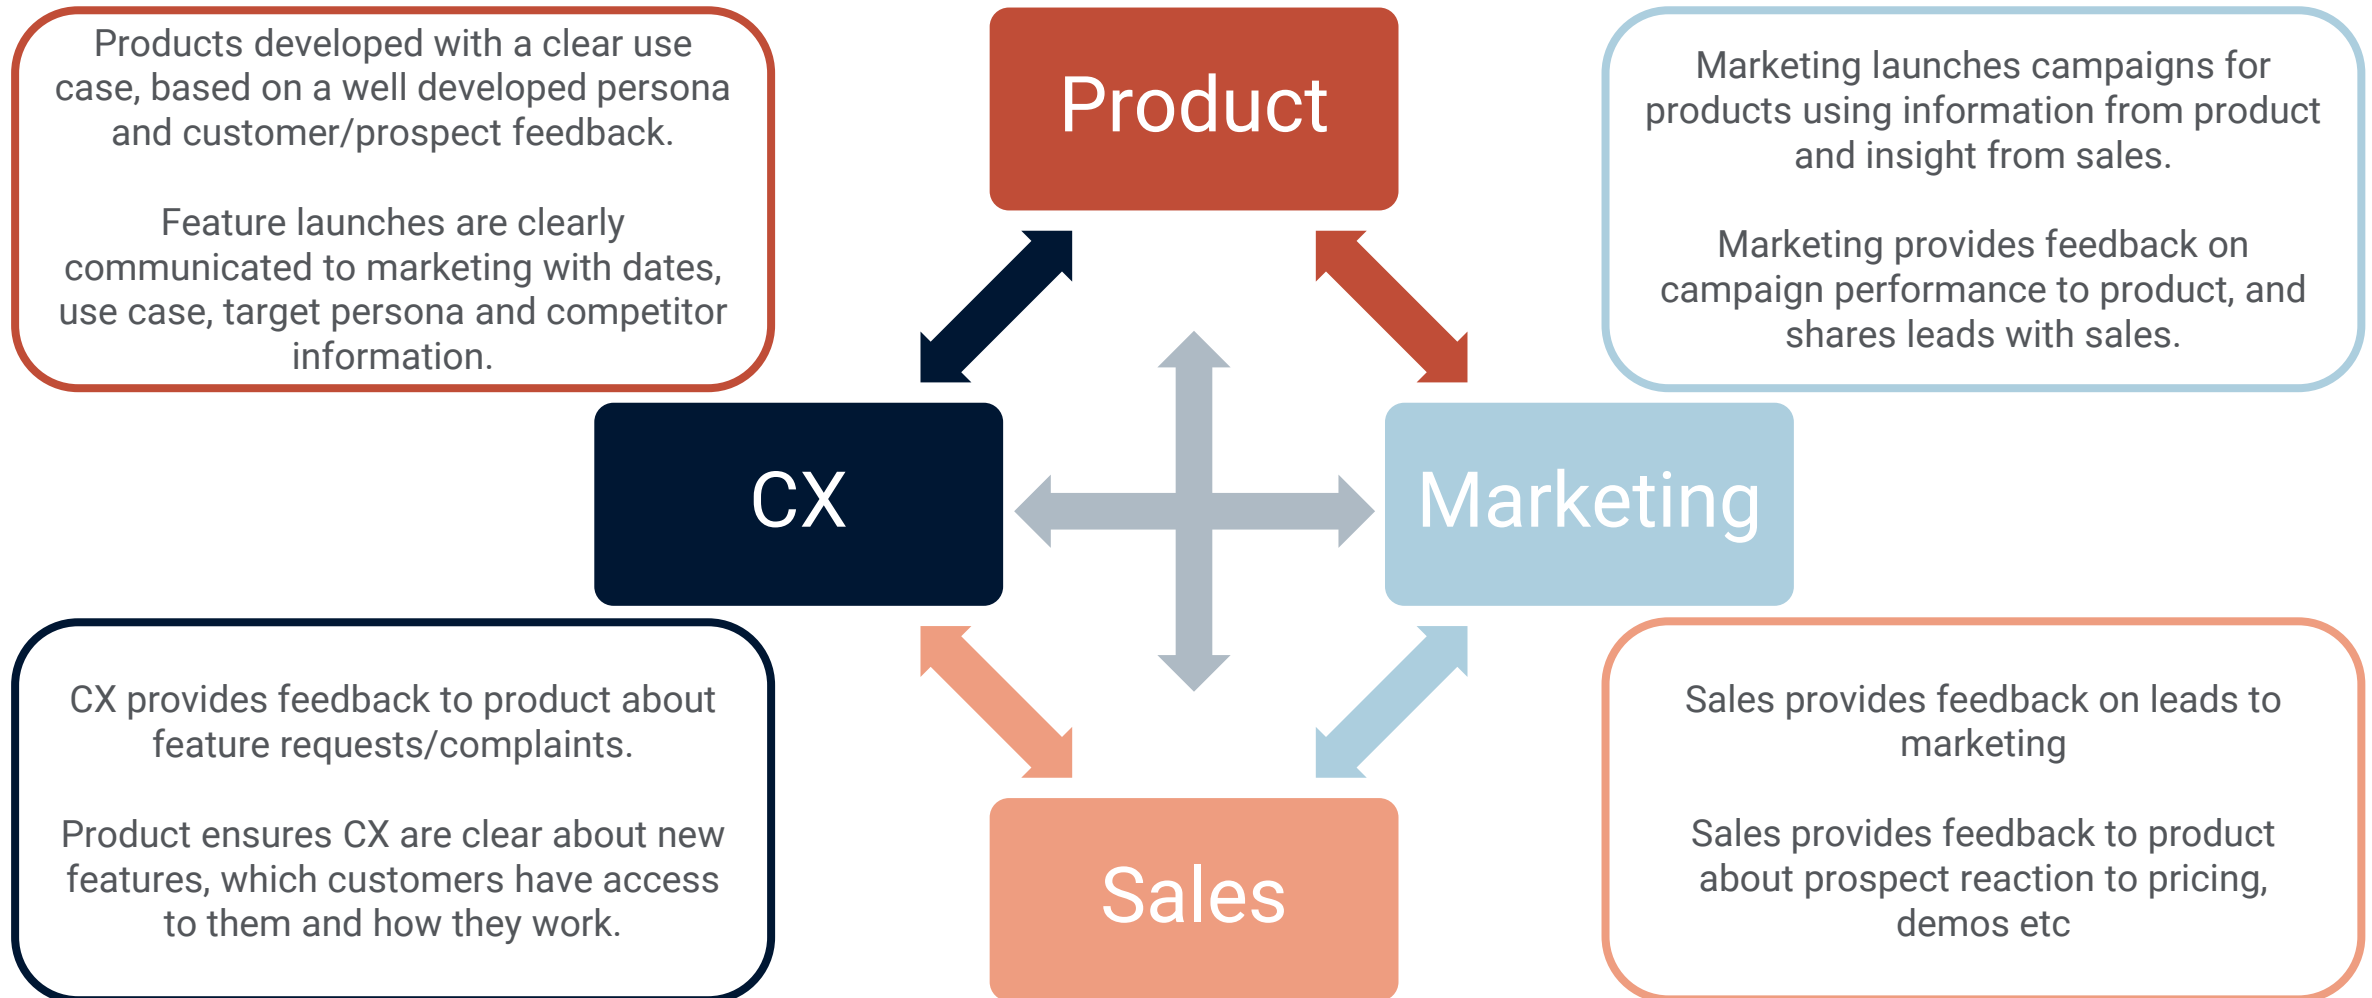 Products developed with a clear use
case, based on a well developed persona
and customer/prospect feedback.
Feature launches are clearly
communicated to marketing with dates,
use case, target persona and competitor
information.
Product
Marketing launches campaigns for
products using information from product
and insight from sales.
Marketing provides feedback on
campaign performance to product, and
shares leads with sales.
CX
Marketing
CX provides feedback to product about
feature requests/complaints.
Product ensures CX are clear about new
features, which customers have access
to them and how they work.
Sales
Sales provides feedback on leads to
marketing
Sales provides feedback to product
about prospect reaction to pricing,
demos etc